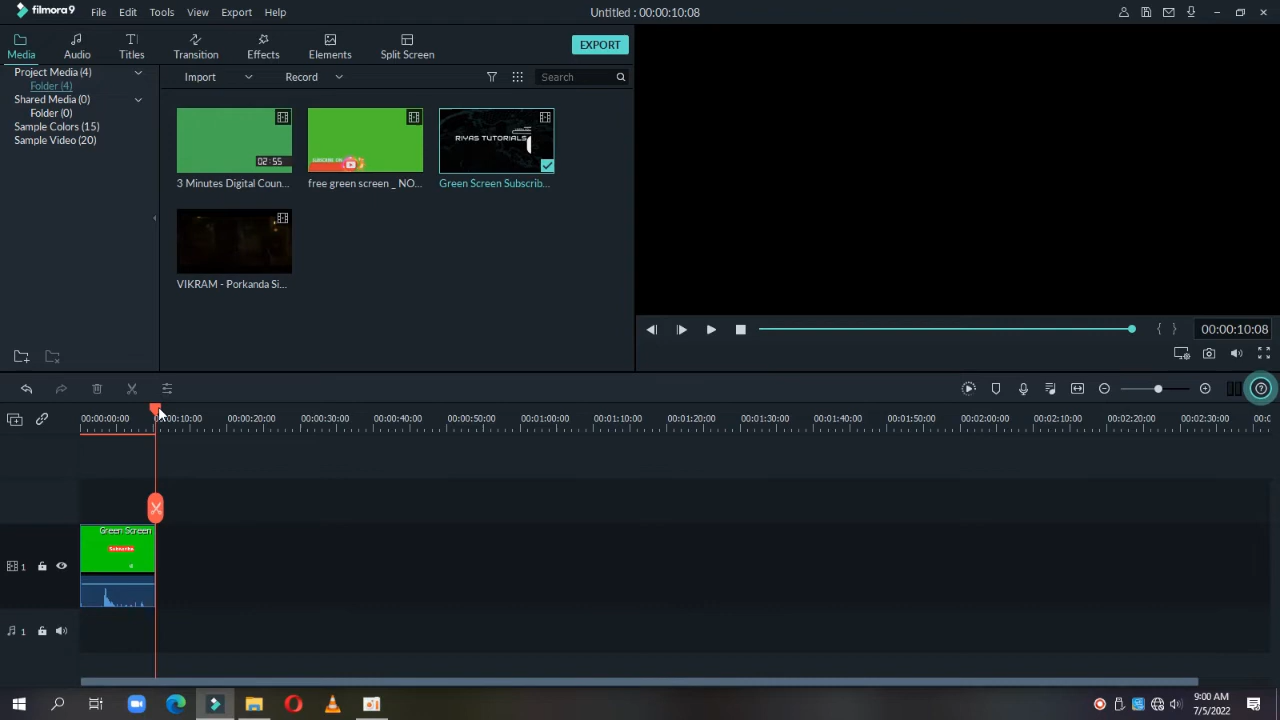 filmora9 File Edit Tools View Export Help Untitled : 00:00:10:08
Media Audio Titles Transition Effects Elements Split Screen EXPORT
Project Media (4)
Folder (4)
Shared Media (0)
Folder (0)
Sample Colors (15)
Sample Video (20)
Import Record Search
02:55
3 Minutes Digital Coun...
SUBSCRIBE
free green screen _ NO...
RIYAS TUTORIALS
Green Screen Subscrib...
VIKRAM - Porkanda Si...
00:00:10:08
00:00:00:00 00:00:10:00 00:00:20:00 00:00:30:00 00:00:40:00 00:00:50:00 00:01:00:00 00:01:10:00 00:01:20:00 00:01:30:00 00:01:40:00 00:01:50:00 00:02:00:00 00:02:10:00 00:02:20:00 00:02:30:00 00:0
Green Screen
Subscribe
1
1
9:00 AM
7/5/2022